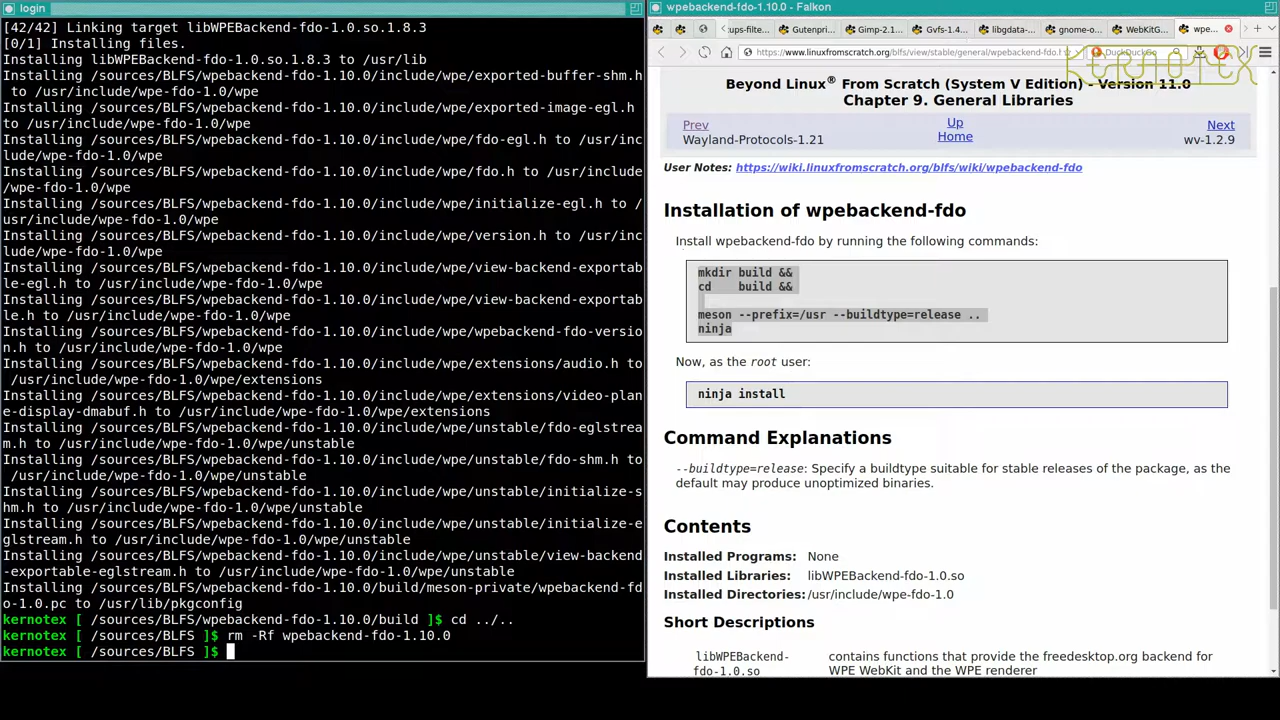 login
[42/42] Linking target libWPEBackend-fdo-1.0.so.1.8.3
[0/1] Installing files.
Installing libWPEBackend-fdo-1.0.so.1.8.3 to /usr/lib
Installing /sources/BLFS/wpebackend-fdo-1.10.0/include/wpe/exported-buffer-shm.h
 to /usr/include/wpe-fdo-1.0/wpe
Installing /sources/BLFS/wpebackend-fdo-1.10.0/include/wpe/exported-image-egl.h
to /usr/include/wpe-fdo-1.0/wpe
Installing /sources/BLFS/wpebackend-fdo-1.10.0/include/wpe/fdo-egl.h to /usr/inc
lude/wpe-fdo-1.0/wpe
Installing /sources/BLFS/wpebackend-fdo-1.10.0/include/wpe/fdo.h to /usr/include
/wpe-fdo-1.0/wpe
Installing /sources/BLFS/wpebackend-fdo-1.10.0/include/wpe/initialize-egl.h to /
usr/include/wpe-fdo-1.0/wpe
Installing /sources/BLFS/wpebackend-fdo-1.10.0/include/wpe/version.h to /usr/inc
lude/wpe-fdo-1.0/wpe
Installing /sources/BLFS/wpebackend-fdo-1.10.0/include/wpe/view-backend-exportab
le-egl.h to /usr/include/wpe-fdo-1.0/wpe
Installing /sources/BLFS/wpebackend-fdo-1.10.0/include/wpe/view-backend-exportab
le.h to /usr/include/wpe-fdo-1.0/wpe
Installing /sources/BLFS/wpebackend-fdo-1.10.0/include/wpe/wpebackend-fdo-versio
n.h to /usr/include/wpe-fdo-1.0/wpe
Installing /sources/BLFS/wpebackend-fdo-1.10.0/include/wpe/extensions/audio.h to
 /usr/include/wpe-fdo-1.0/wpe/extensions
Installing /sources/BLFS/wpebackend-fdo-1.10.0/include/wpe/extensions/video-plan
e-display-dmabuf.h to /usr/include/wpe-fdo-1.0/wpe/extensions
Installing /sources/BLFS/wpebackend-fdo-1.10.0/include/wpe/unstable/fdo-eglstrea
m.h to /usr/include/wpe-fdo-1.0/wpe/unstable
Installing /sources/BLFS/wpebackend-fdo-1.10.0/include/wpe/unstable/fdo-shm.h to
 /usr/include/wpe-fdo-1.0/wpe/unstable
Installing /sources/BLFS/wpebackend-fdo-1.10.0/include/wpe/unstable/initialize-s
hm.h to /usr/include/wpe-fdo-1.0/wpe/unstable
Installing /sources/BLFS/wpebackend-fdo-1.10.0/include/wpe/unstable/initialize-e
glstream.h to /usr/include/wpe-fdo-1.0/wpe/unstable
Installing /sources/BLFS/wpebackend-fdo-1.10.0/include/wpe/unstable/view-backend
-exportable-eglstream.h to /usr/include/wpe-fdo-1.0/wpe/unstable
Installing /sources/BLFS/wpebackend-fdo-1.10.0/build/meson-private/wpebackend-fd
o-1.0.pc to /usr/lib/pkgconfig
kernotex [ /sources/BLFS/wpebackend-fdo-1.10.0/build ]$ cd ../..
kernotex [ /sources/BLFS ]$ rm -Rf wpebackend-fdo-1.10.0
kernotex [ /sources/BLFS ]$
wpebackend-fdo-1.10.0 - Falkon
cups-filte... Gutenpri... Gimp-2.1... Gvfs-1.4... libgdata-... gnome-o... WebKitG... wpe...
https://www.linuxfromscratch.org/blfs/view/stable/general/wpebackend-fdo.h DuckDuckGo
KERNOTEX
Beyond Linux® From Scratch (System V Edition) - Version 11.0
Chapter 9. General Libraries
Prev Up Next
Wayland-Protocols-1.21 Home wv-1.2.9
User Notes: https://wiki.linuxfromscratch.org/blfs/wiki/wpebackend-fdo
Installation of wpebackend-fdo
Install wpebackend-fdo by running the following commands:
mkdir build &&
cd    build &&
meson --prefix=/usr --buildtype=release ..
ninja
Now, as the root user:
ninja install
Command Explanations
--buildtype=release: Specify a buildtype suitable for stable releases of the package, as the
default may produce unoptimized binaries.
Contents
Installed Programs: None
Installed Libraries: libWPEBackend-fdo-1.0.so
Installed Directories: /usr/include/wpe-fdo-1.0
Short Descriptions
libWPEBackend- contains functions that provide the freedesktop.org backend for
fdo-1.0.so WPE WebKit and the WPE renderer